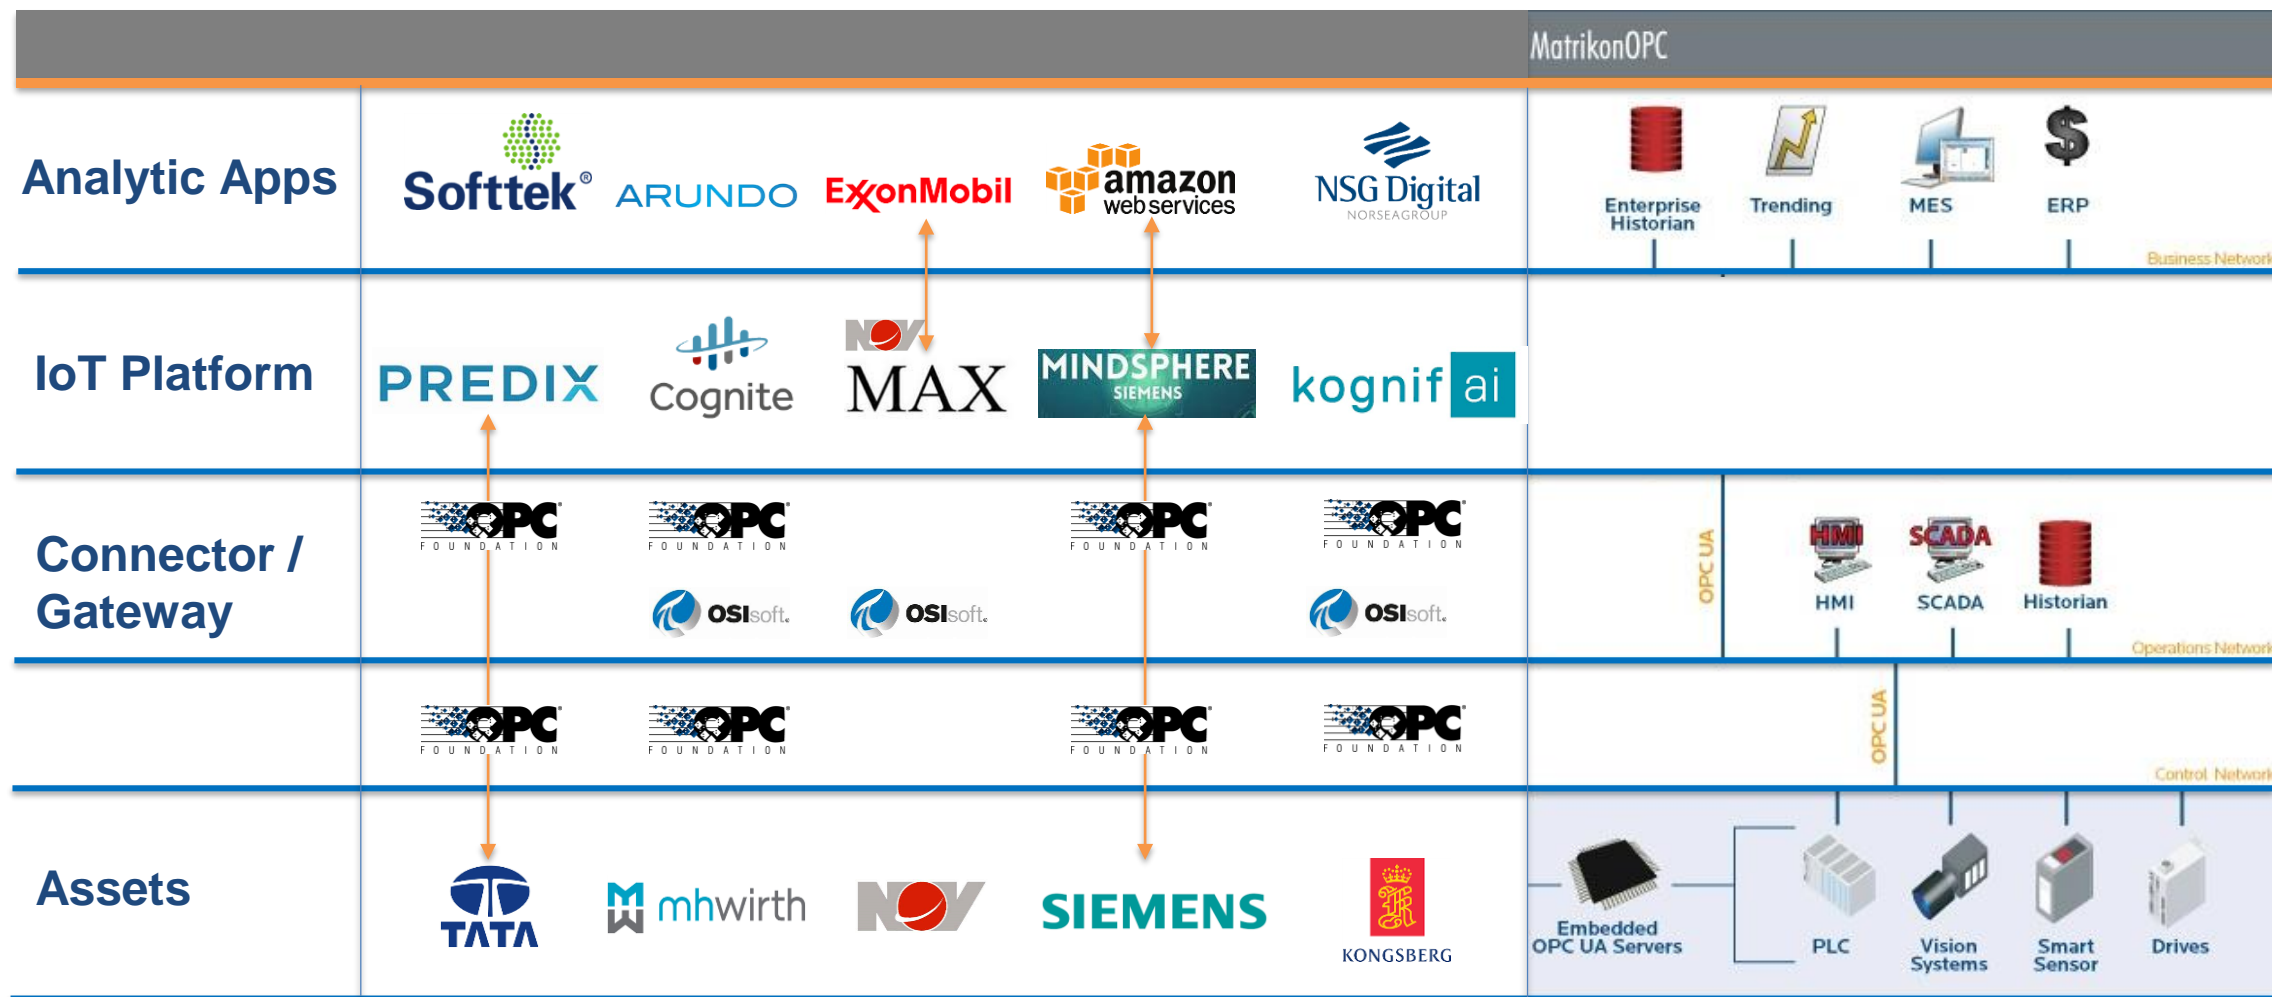 MatrikonOPC
Analytic Apps
Softtek®
ARUNDO
ExxonMobil
amazon
web services
NSG Digital
NORSEAGROUP
Enterprise
Historian
Trending
MES
$
ERP
Business Network
IoT Platform
PREDIX
Cognite
NOV
MAX
MINDSPHERE
SIEMENS
kognif ai
Connector /
Gateway
OPC
FOUNDATION
OPC
FOUNDATION
OPC
FOUNDATION
OPC
FOUNDATION
OSIsoft.
OSIsoft.
OSIsoft.
OPC UA
HMI
HMI
SCADA
SCADA
Historian
Operations Network
OPC
FOUNDATION
OPC
FOUNDATION
OPC
FOUNDATION
OPC
FOUNDATION
OPC UA
Control Network
Assets
TATA
mhwirth
NOV
SIEMENS
KONGSBERG
Embedded
OPC UA Servers
PLC
Vision
Systems
Smart
Sensor
Drives